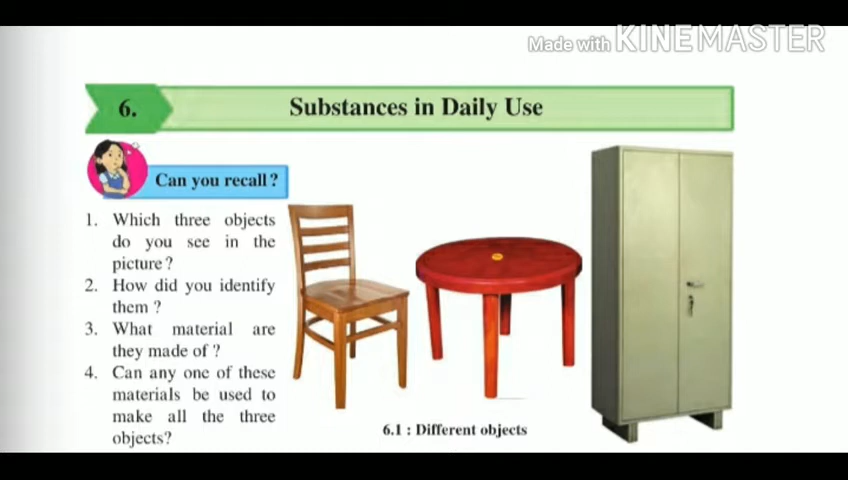 Made with KINEMASTER
6. Substances in Daily Use
Can you recall?
1. Which three objects
do you see in the
picture?
2. How did you identify
them ?
3. What material are
they made of ?
4. Can any one of these
materials be used to
make all the three
objects?
6.1 : Different objects